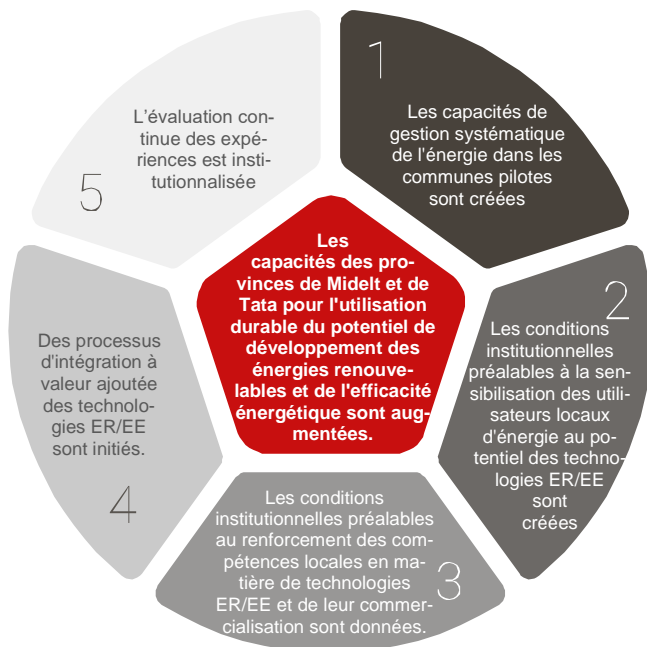 1
Les capacités de
gestion systématique
de l'énergie dans les
communes pilotes
sont créées
2
Les conditions
institutionnelles
préalables à la sen-
sibilisation des utili-
sateurs locaux
d'énergie au po-
tentiel des techno-
logies ER/EE
sont
créées
3
Les conditions
institutionnelles préalables
au renforcement des com-
pétences locales en ma-
tière de technologies
ER/EE et de leur commer-
cialisation sont données.
4
Des processus
d'intégration à
valeur ajoutée
des technolo-
gies ER/EE
sont initiés.
5
L'évaluation con-
tinue des expé-
riences est insti-
tutionnalisée
Les
capacités des pro-
vinces de Midelt et de
Tata pour l'utilisation
durable du potentiel de
développement des
énergies renouve-
lables et de l'efficacité
énergétique sont aug-
mentées.